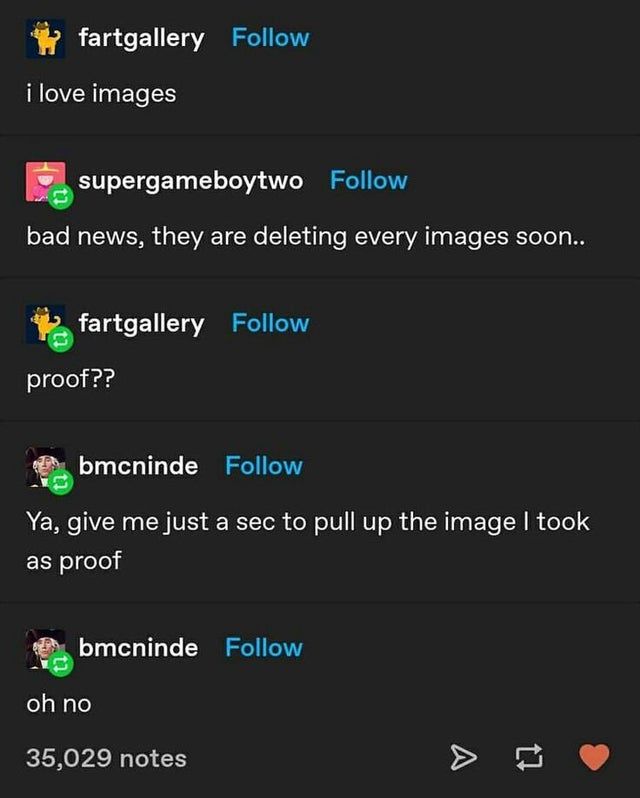 fartgallery Follow
i love images
supergameboytwo Follow
bad news, they are deleting every images soon..
fartgallery Follow
proof??
bmcninde Follow
Ya, give me just a sec to pull up the image I took
as proof
bmcninde Follow
oh no
35,029 notes